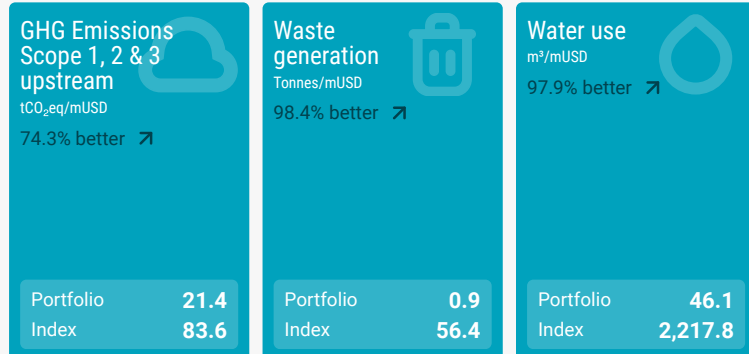 GHG Emissions
Scope 1, 2 & 3
upstream
tCO₂eq/mUSD
74.3% better
Portfolio 21.4
Index 83.6
Waste
generation
Tonnes/mUSD
98.4% better
Portfolio 0.9
Index 56.4
Water use
m³/mUSD
97.9% better
Portfolio 46.1
Index 2,217.8